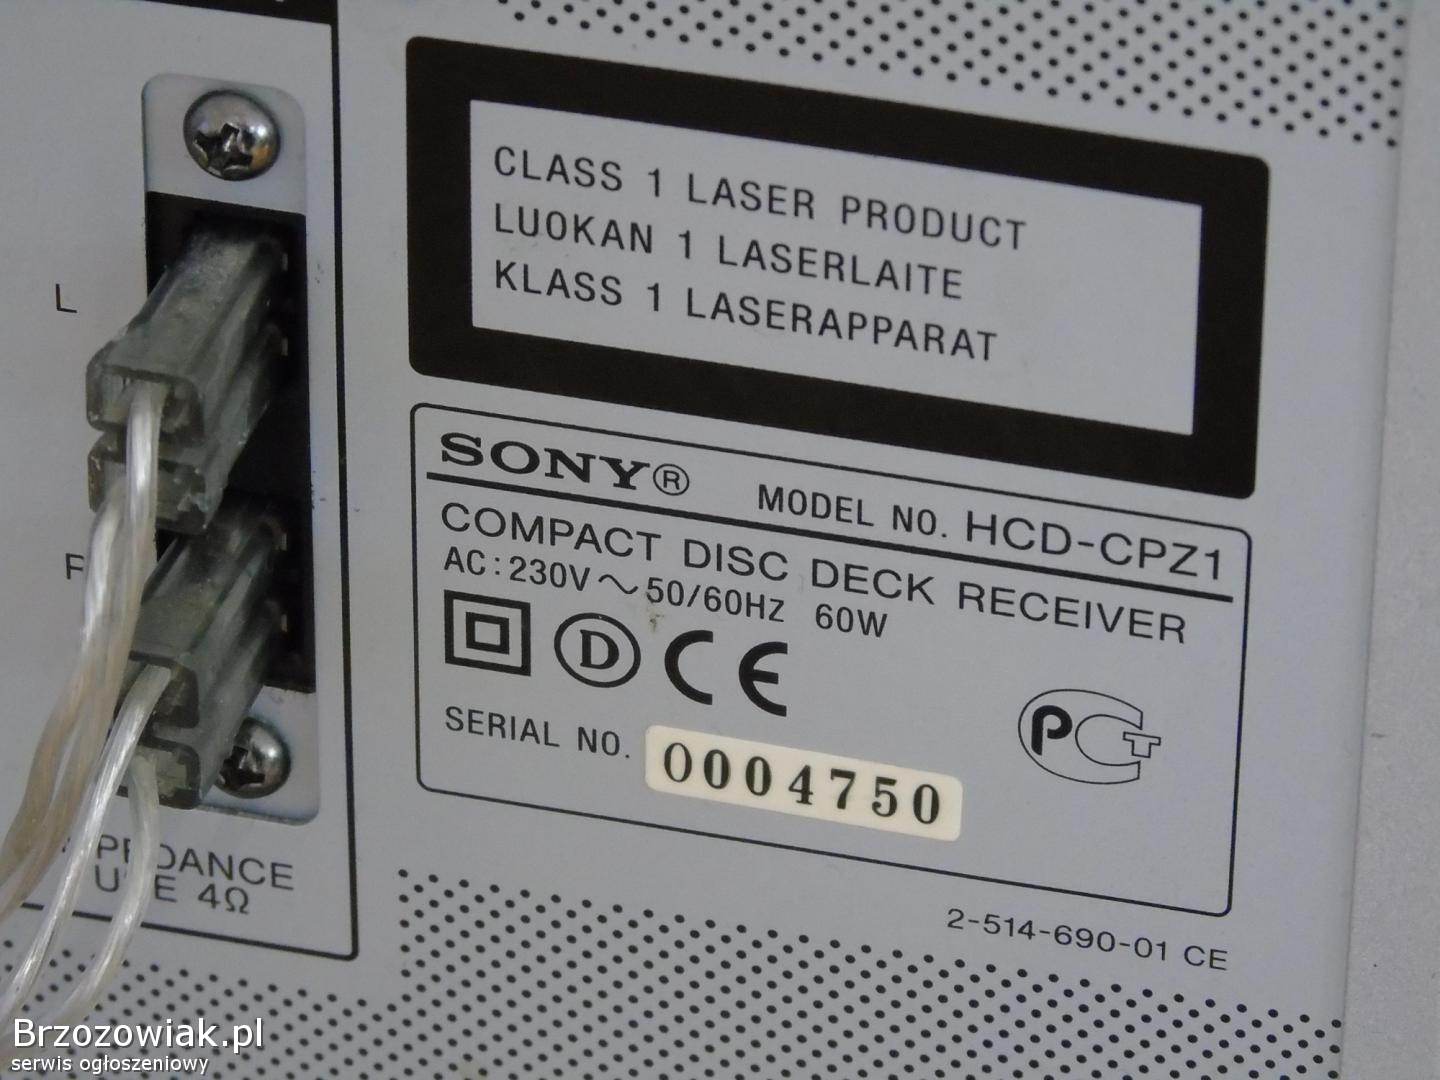 CLASS 1 LASER PRODUCT
LUOKAN 1 LASERLAITE
KLASS 1 LASERAPPARAT
L
SONY® MODEL NO. HCD-CPZ1
COMPACT DISC DECK RECEIVER
AC : 230V ~ 50/60Hz 60W
D CE
PCT
SERIAL NO. 0004750
4Ω
2-514-690-01 CE
Brzozowiak.pl
serwis ogłoszeniowy